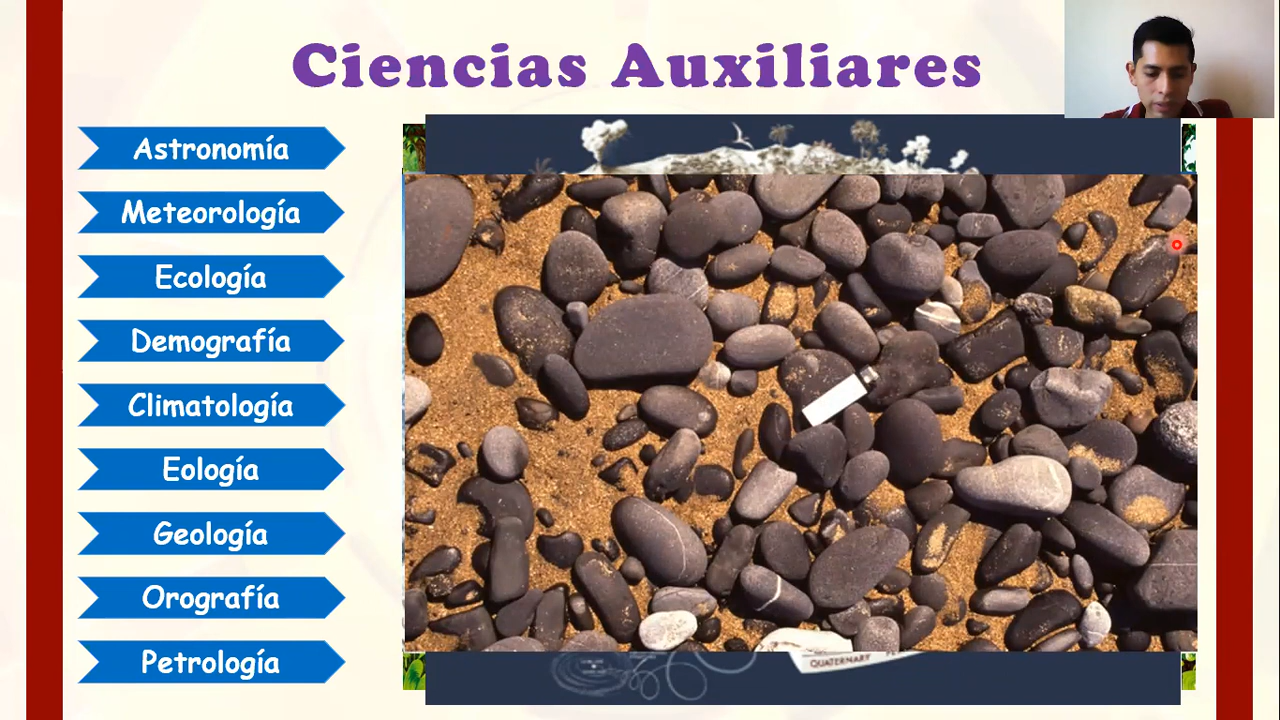 Ciencias Auxiliares
Astronomía
Meteorología
Ecología
Demografía
Climatología
Eología
Geología
Orografía
Petrología
QUATERNARY